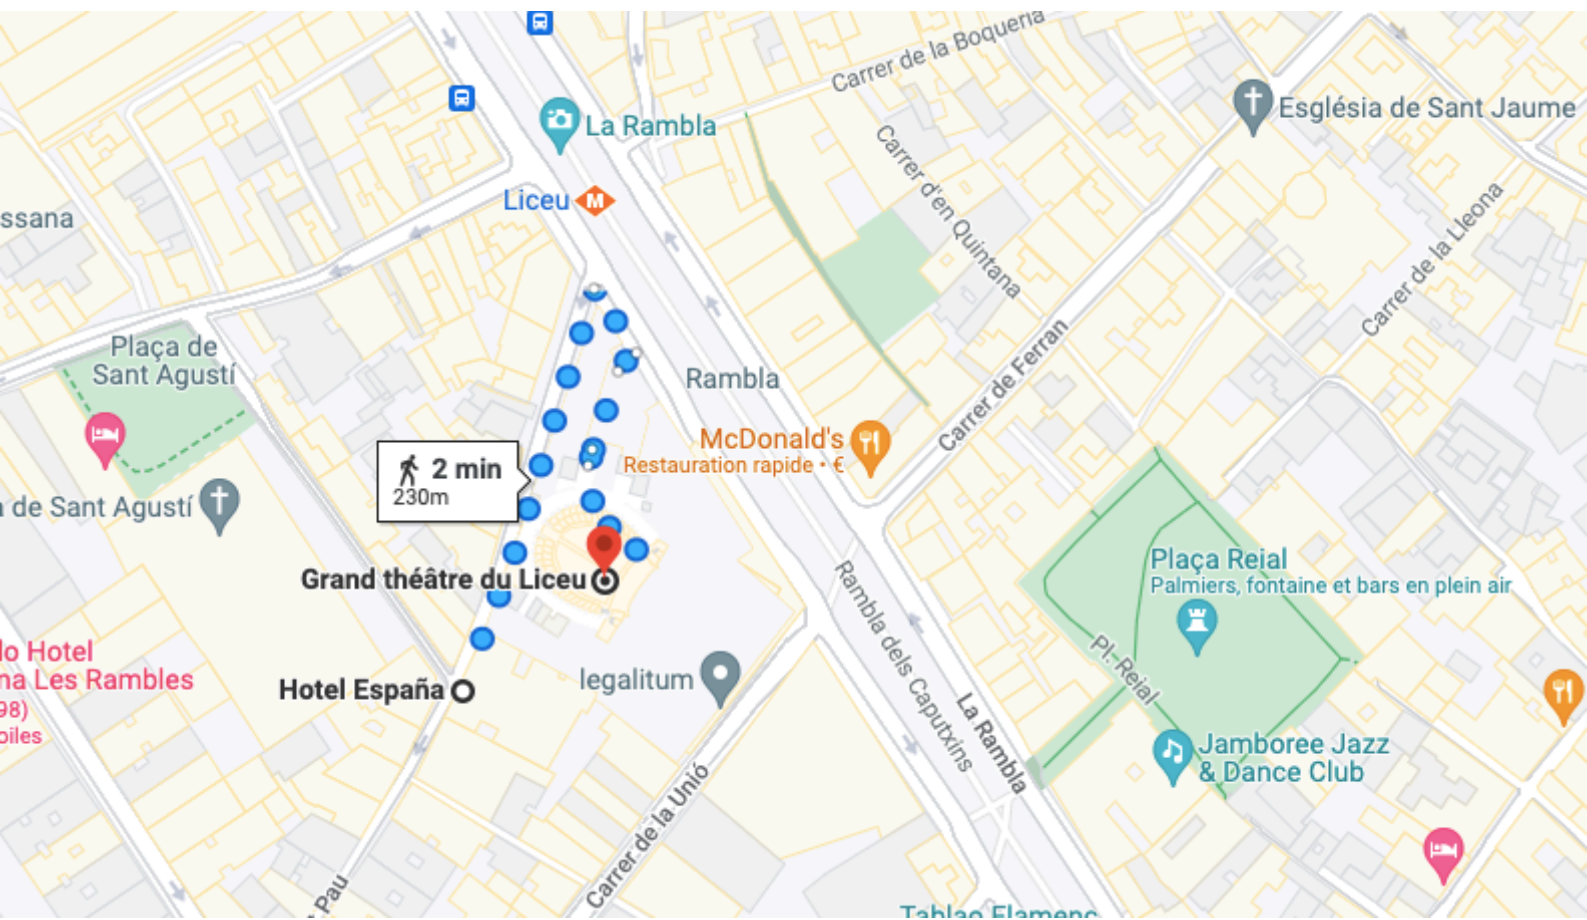 Carrer de la Boqueria
La Rambla
Església de Sant Jaume
Carrer d'en Quintana
Liceu
M
ssana
Carrer de la Lleona
Plaça de
Sant Agustí
Rambla
Carrer de Ferran
McDonald's
Restauration rapide • €
2 min
230m
de Sant Agustí
Grand théâtre du Liceu
Plaça Reial
Palmiers, fontaine et bars en plein air
Rambla dels Caputxins
lo Hotel
na Les Rambles
98)
oiles
Hotel España
legalitum
Pl. Reial
La Rambla
Jamboree Jazz
& Dance Club
Carrer de la Unió
Pau
Tablao Flamenc